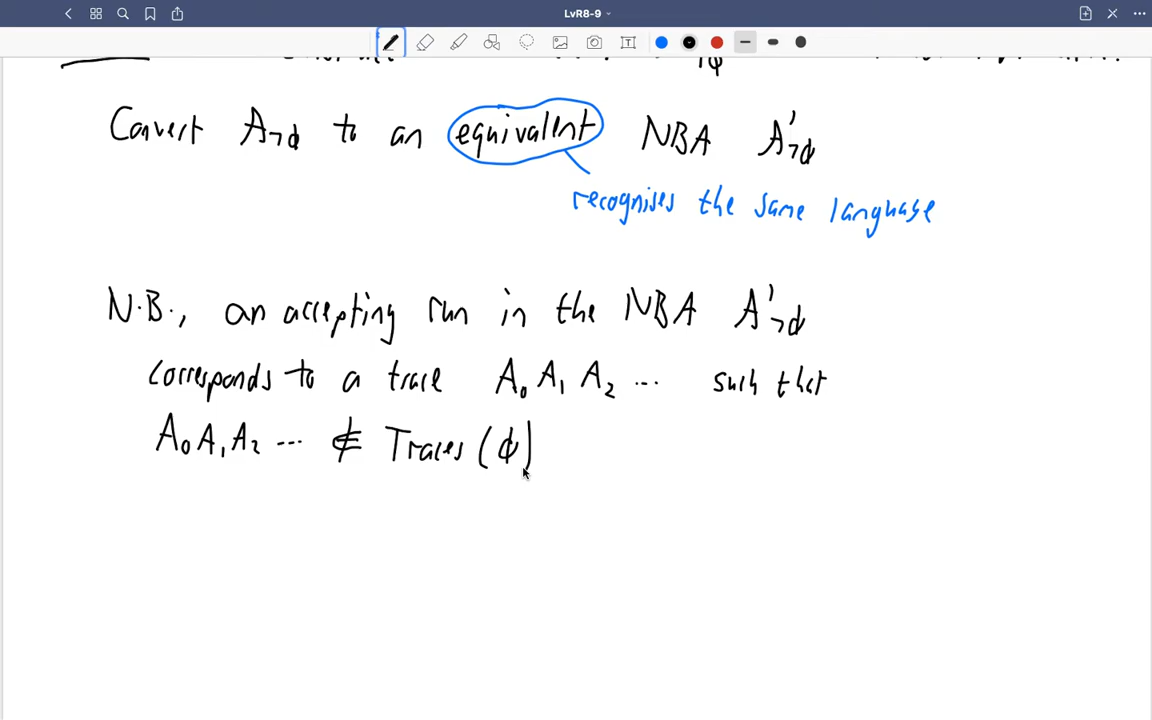 LvR8-9
Convert A¬ϕ to an equivalent NBA A'¬ϕ
recognises the same language
N.B., an accepting run in the NBA A'¬ϕ
corresponds to a trace A₀ A₁ A₂ ... such that
A₀ A₁ A₂ ... ∉ Traces (ϕ)